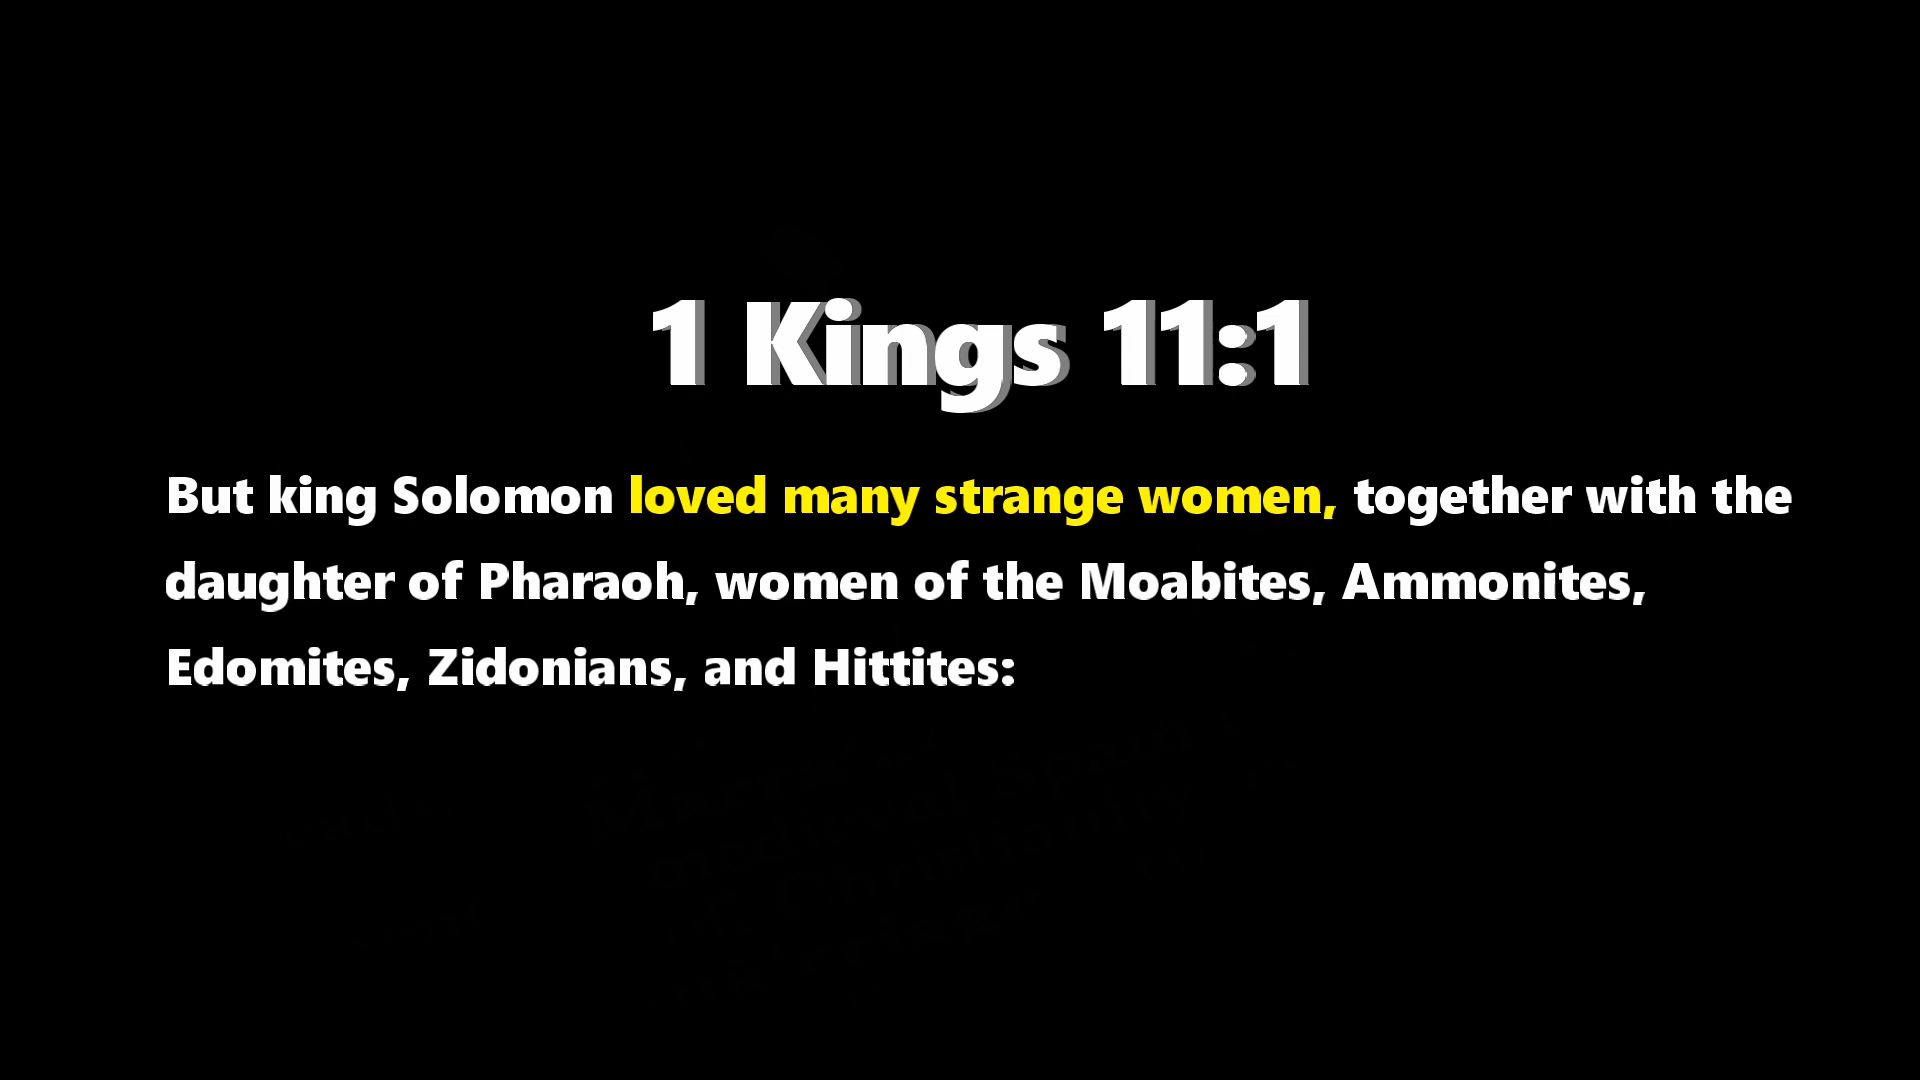 1 Kings 11:1
But king Solomon loved many strange women, together with the
daughter of Pharaoh, women of the Moabites, Ammonites,
Edomites, Zidonians, and Hittites: